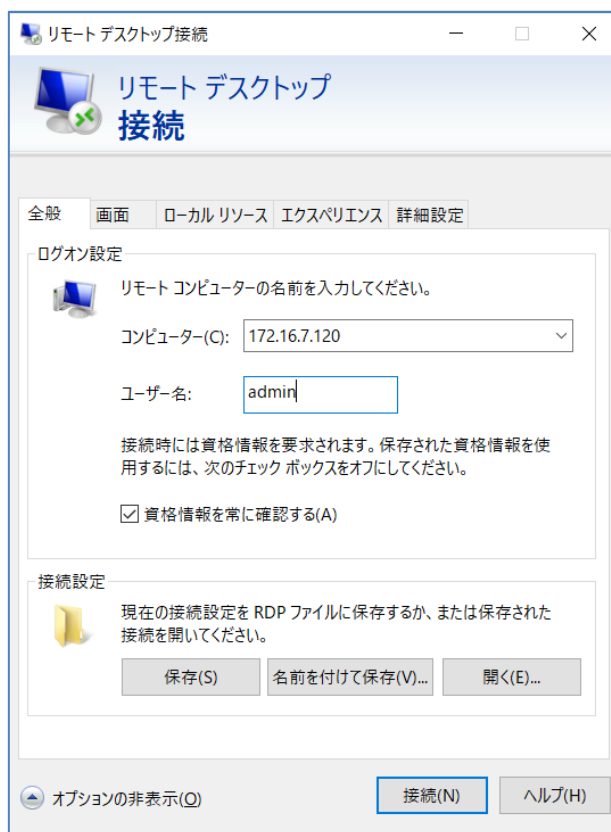 リモート デスクトップ接続
リモート デスクトップ
接続
全般 画面 ローカル リソース エクスペリエンス 詳細設定
ログオン設定
リモート コンピューターの名前を入力してください。
コンピューター(C): 172.16.7.120
ユーザー名: admin
接続時には資格情報を要求されます。保存された資格情報を使
用するには、次のチェック ボックスをオフにしてください。
資格情報を常に確認する(A)
接続設定
現在の接続設定を RDP ファイルに保存するか、または保存された
接続を開いてください。
保存(S) 名前を付けて保存(V)... 開く(E)...
オプションの非表示(O) 接続(N) ヘルプ(H)